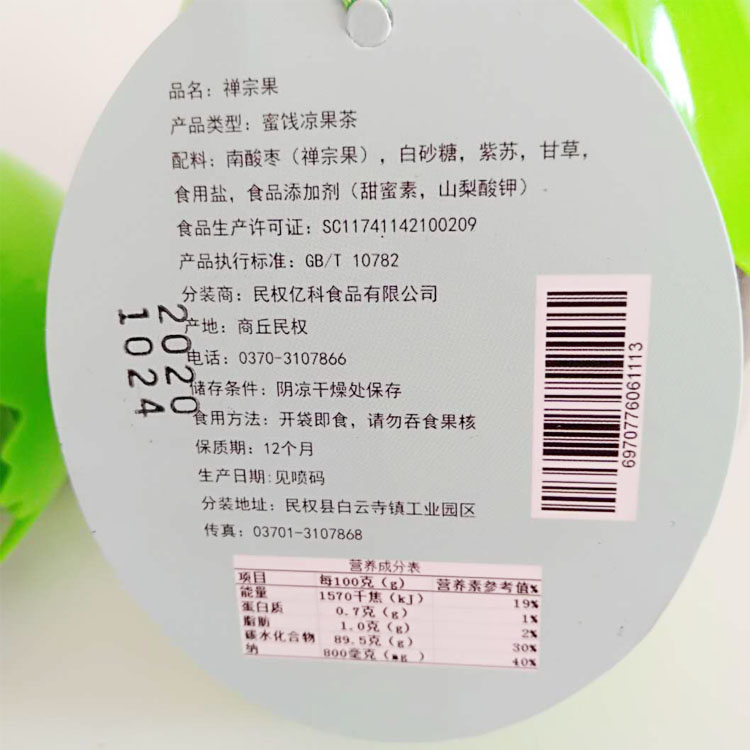 品名：禅宗果
产品类型：蜜饯凉果茶
配料：南酸枣（禅宗果），白砂糖，紫苏，甘草，
食用盐，食品添加剂（甜蜜素，山梨酸钾）.
食品生产许可证：SC11741142100209
产品执行标准：GB/T 10782
分装商：民权亿科食品有限公司
产地：商丘民权
电话：0370-3107866
储存条件：阴凉干燥处保存
食用方法：开袋即食，请勿吞食果核
保质期：12个月
生产日期:见喷码
分装地址：民权县白云寺镇工业园区
传真：03701-3107868
2020
1024
6970776061113
营养成分表
项目 每100克（g） 营养素参考值%
能量 1570千焦（kJ） 19%
蛋白质 0.7克（g） 1%
脂肪 1.0克（g） 2%
碳水化合物 89.5克（g） 30%
钠 800毫克（mg ） 40%